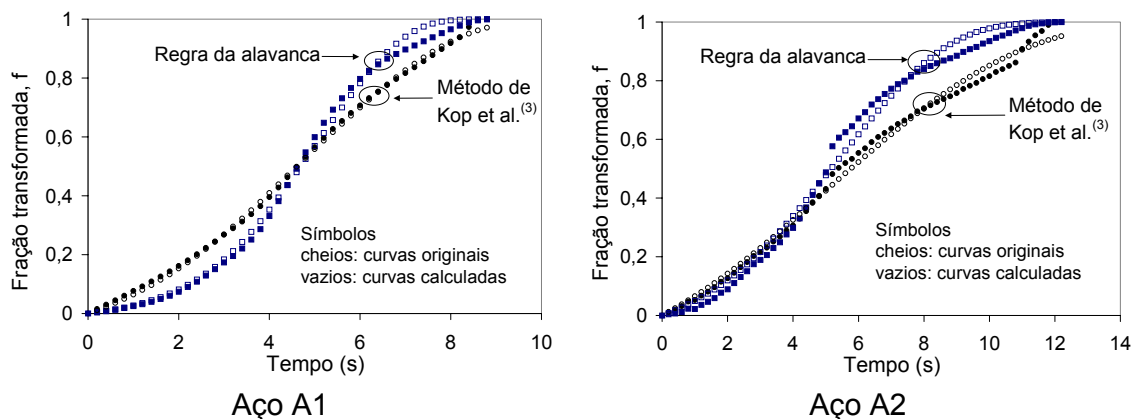 Fração transformada, f
1
0,8
0,6
0,4
0,2
0
Regra da alavanca
Método de
Kop et al.(3)
Símbolos
cheios: curvas originais
vazios: curvas calculadas
0 2 4 6 8 10
Tempo (s)
Aço A1
Fração transformada, f
1
0,8
0,6
0,4
0,2
0
Regra da alavanca
Método de
Kop et al.(3)
Símbolos
cheios: curvas originais
vazios: curvas calculadas
0 2 4 6 8 10 12 14
Tempo (s)
Aço A2